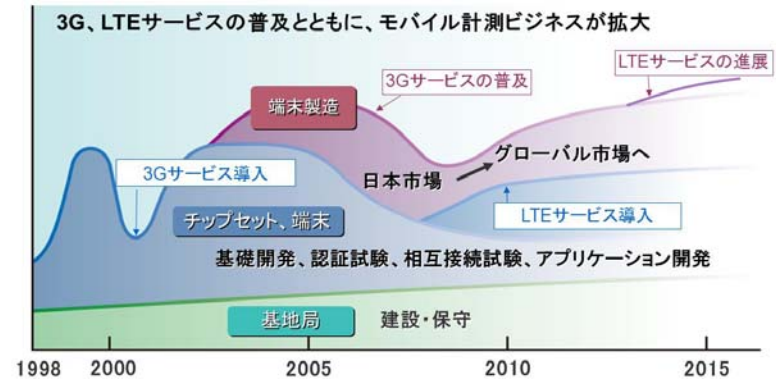 3G、LTEサービスの普及とともに、モバイル計測ビジネスが拡大
LTEサービスの進展
3Gサービスの普及
端末製造
グローバル市場へ
3Gサービス導入
日本市場
チップセット、端末
LTEサービス導入
基礎開発、認証試験、相互接続試験、アプリケーション開発
基地局
建設・保守
1998 2000 2005 2010 2015